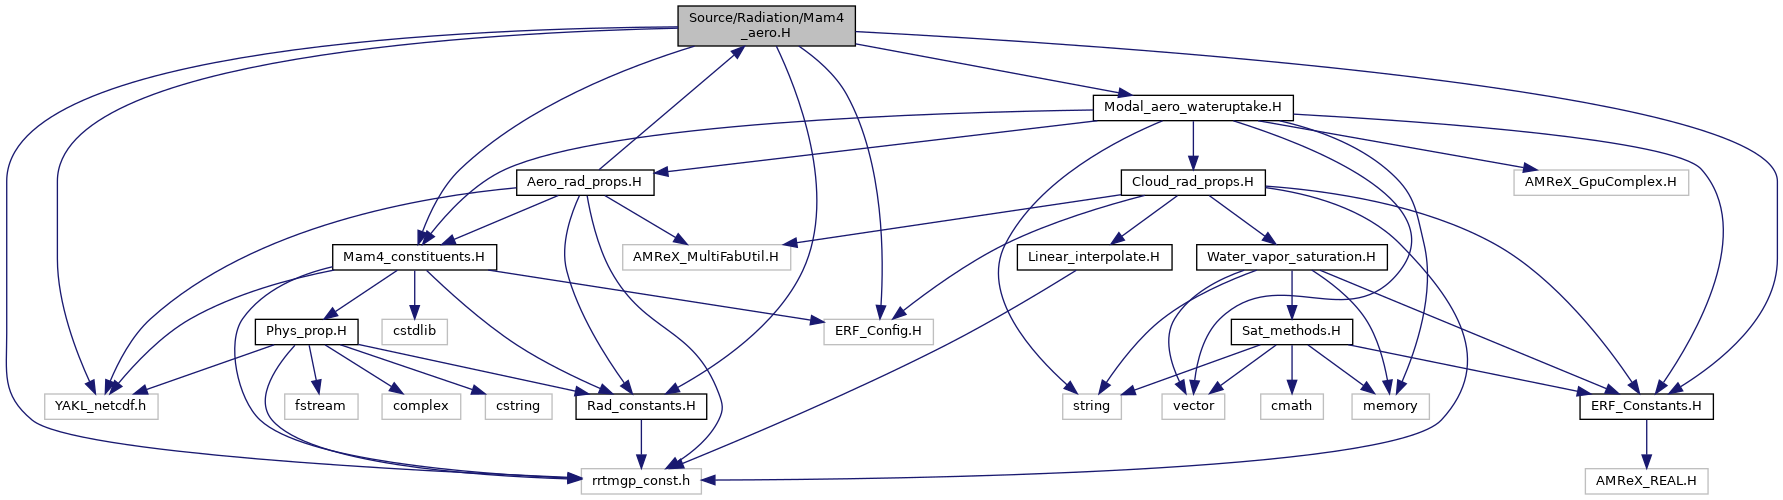 Source/Radiation/Mam4
_aero.H
Modal_aero_wateruptake.H
Aero_rad_props.H
Cloud_rad_props.H
AMReX_GpuComplex.H
Mam4_constituents.H
AMReX_MultiFabUtil.H
Linear_interpolate.H
Water_vapor_saturation.H
Phys_prop.H
cstdlib
ERF_Config.H
Sat_methods.H
YAKL_netcdf.h
fstream
complex
cstring
Rad_constants.H
string
vector
cmath
memory
ERF_Constants.H
rrtmgp_const.h
AMReX_REAL.H